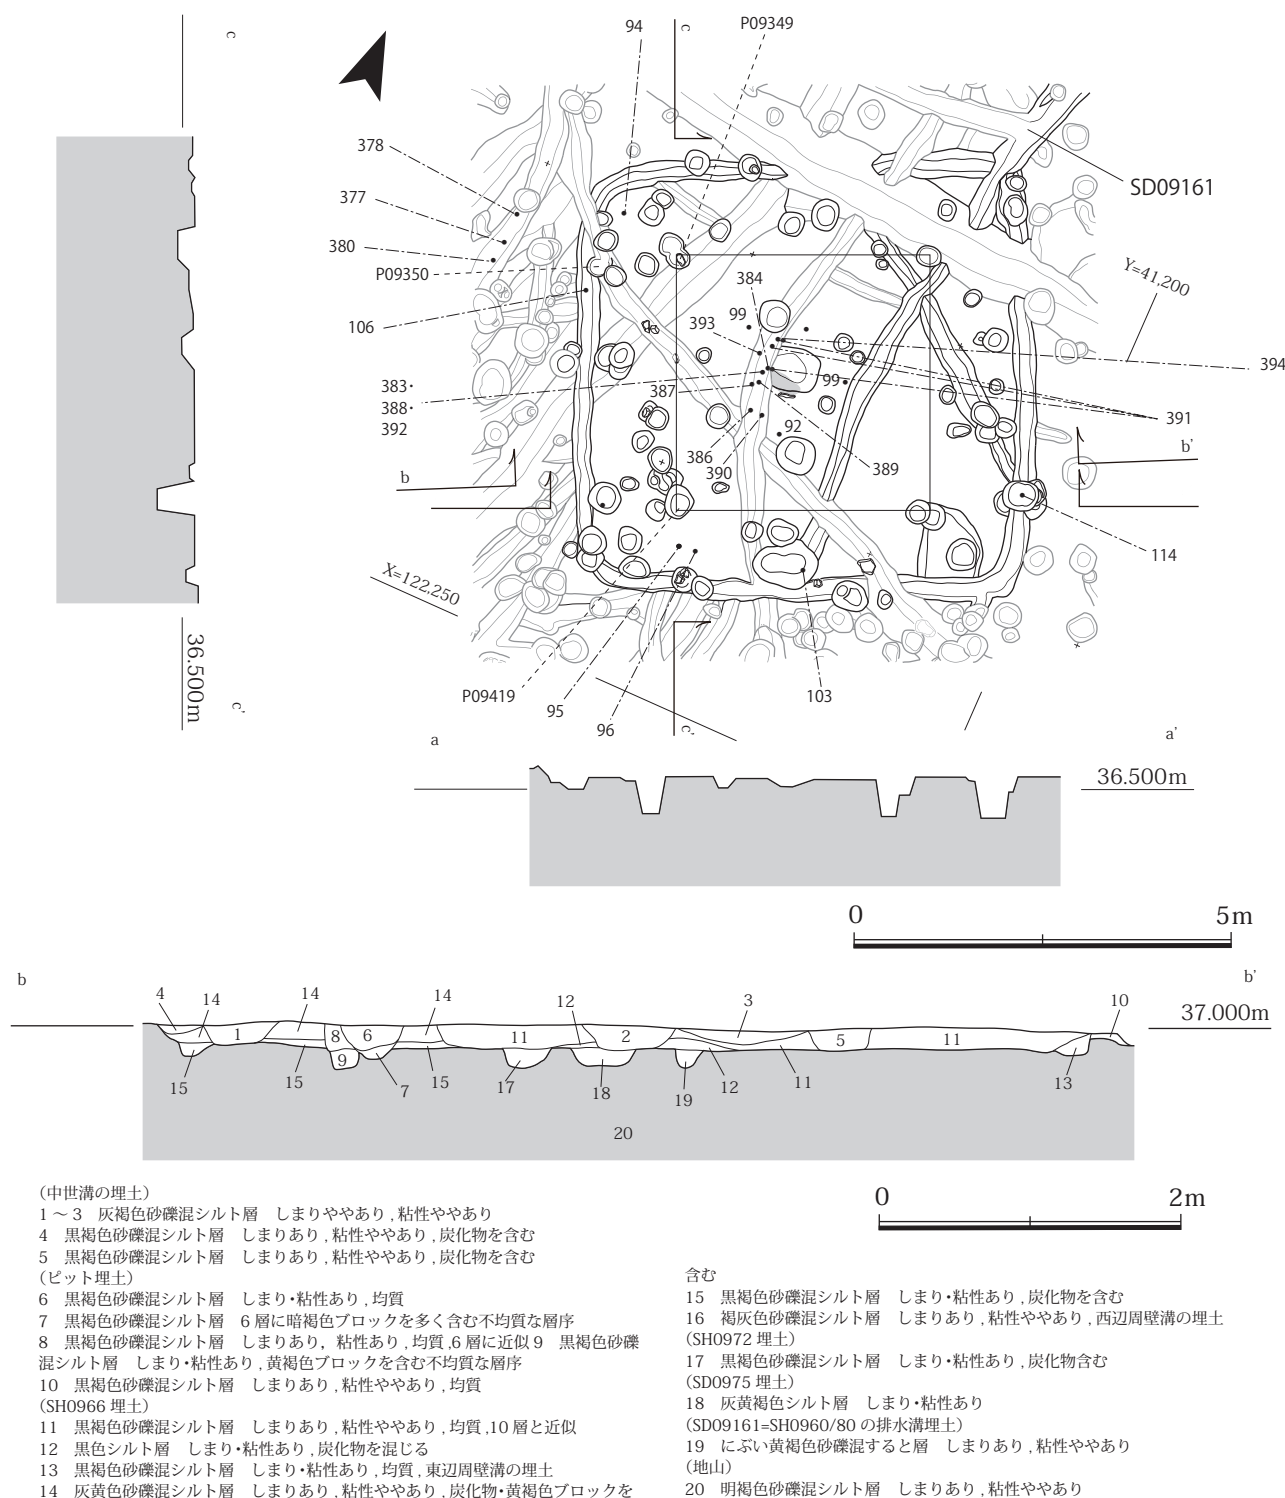 c
94
P09349
378
377
380
P09350
106
383・
388・
392
SD09161
Y=41,200
384
99
393
394
387
99
391
92
386
390
389
b
b’
X=122,250
114
P09419
95
96
103
c’
36.500m
c’
c
a
a’
36.500m
0
5m
b
b’
4
14
14
14
12
3
10
37.000m
1
8
6
11
2
5
11
9
15
15
7
15
17
18
19
12
11
13
20
0
2m
（中世溝の埋土）
1～3　灰褐色砂礫混シルト層　しまりややあり,粘性ややあり
4　黒褐色砂礫混シルト層　しまりあり,粘性ややあり,炭化物を含む
5　黒褐色砂礫混シルト層　しまりあり,粘性ややあり,炭化物を含む
（ピット埋土）
6　黒褐色砂礫混シルト層　しまり・粘性あり,均質
7　黒褐色砂礫混シルト層　6層に暗褐色ブロックを多く含む不均質な層序
8　黒褐色砂礫混シルト層　しまりあり，粘性あり,均質,6層に近似 9　黒褐色砂礫
混シルト層　しまり・粘性あり,黄褐色ブロックを含む不均質な層序
10　黒褐色砂礫混シルト層　しまりあり,粘性ややあり,均質
（SH0966 埋土）
11　黒褐色砂礫混シルト層　しまりあり,粘性ややあり,均質,10層と近似
12　黒色シルト層　しまり・粘性あり,炭化物を混じる
13　黒褐色砂礫混シルト層　しまり・粘性あり,均質,東辺周壁溝の埋土
14　灰黄色砂礫混シルト層　しまりあり,粘性ややあり,炭化物・黄褐色ブロックを
含む
15　黒褐色砂礫混シルト層　しまり・粘性あり,炭化物を含む
16　褐灰色砂礫混シルト層　しまりあり,粘性ややあり,西辺周壁溝の埋土
（SH0972 埋土）
17　黒褐色砂礫混シルト層　しまり・粘性あり,炭化物含む
（SD0975 埋土）
18　灰黄褐色シルト層　しまり・粘性あり
（SD09161=SH0960/80 の排水溝埋土）
19　にぶい黄褐色砂礫混すると層　しまりあり,粘性ややあり
（地山）
20　明褐色砂礫混シルト層　しまりあり,粘性ややあり